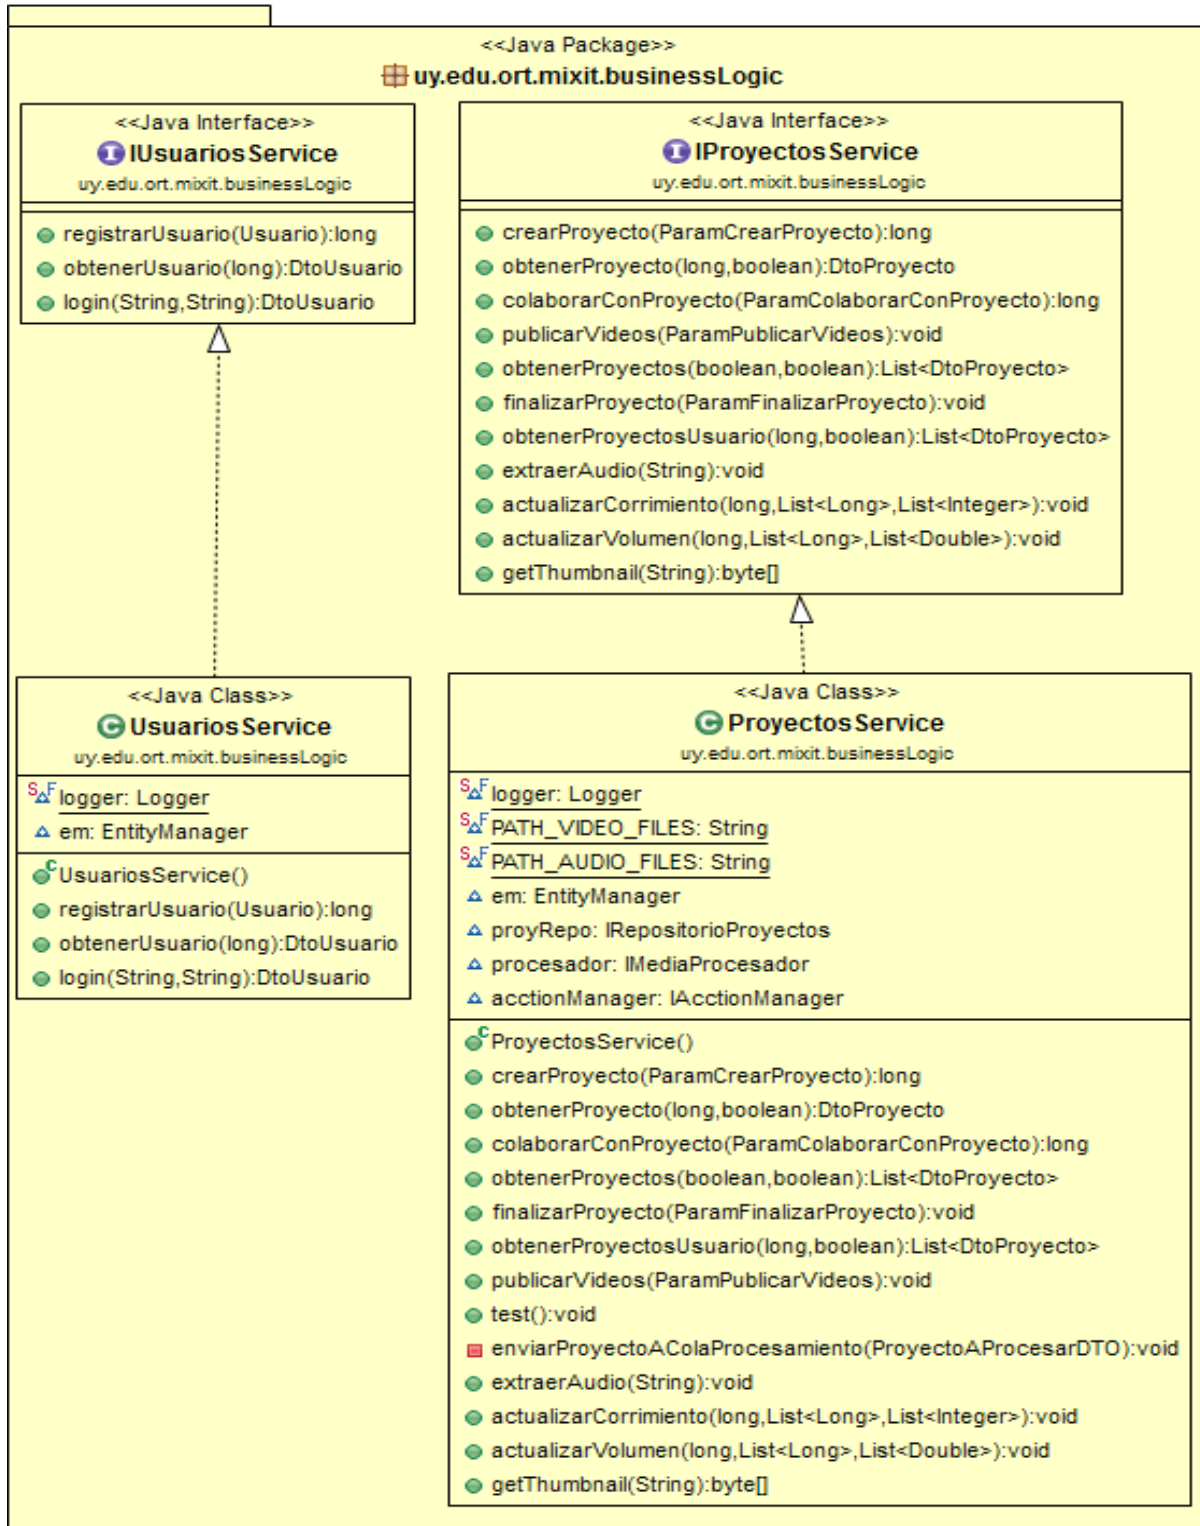 <<Java Package>>
uy.edu.ort.mixit.businessLogic
<<Java Interface>>
IUsuariosService
uy.edu.ort.mixit.businessLogic
registrarUsuario(Usuario):long
obtenerUsuario(long):DtoUsuario
login(String,String):DtoUsuario
<<Java Interface>>
IProyectosService
uy.edu.ort.mixit.businessLogic
crearProyecto(ParamCrearProyecto):long
obtenerProyecto(long,boolean):DtoProyecto
colaborarConProyecto(ParamColaborarConProyecto):long
publicarVideos(ParamPublicarVideos):void
obtenerProyectos(boolean,boolean):List<DtoProyecto>
finalizarProyecto(ParamFinalizarProyecto):void
obtenerProyectosUsuario(long,boolean):List<DtoProyecto>
extraerAudio(String):void
actualizarCorrimiento(long,List<Long>,List<Integer>):void
actualizarVolumen(long,List<Long>,List<Double>):void
getThumbnail(String):byte[]
<<Java Class>>
UsuariosService
uy.edu.ort.mixit.businessLogic
logger: Logger
em: EntityManager
UsuariosService()
registrarUsuario(Usuario):long
obtenerUsuario(long):DtoUsuario
login(String,String):DtoUsuario
<<Java Class>>
ProyectosService
uy.edu.ort.mixit.businessLogic
logger: Logger
PATH_VIDEO_FILES: String
PATH_AUDIO_FILES: String
em: EntityManager
proyRepo: IRepositorioProyectos
procesador: IMediaProcesador
acctionManager: IAcctionManager
ProyectosService()
crearProyecto(ParamCrearProyecto):long
obtenerProyecto(long,boolean):DtoProyecto
colaborarConProyecto(ParamColaborarConProyecto):long
obtenerProyectos(boolean,boolean):List<DtoProyecto>
finalizarProyecto(ParamFinalizarProyecto):void
obtenerProyectosUsuario(long,boolean):List<DtoProyecto>
publicarVideos(ParamPublicarVideos):void
test():void
enviarProyectoAColaProcesamiento(ProyectoAProcesarDTO):void
extraerAudio(String):void
actualizarCorrimiento(long,List<Long>,List<Integer>):void
actualizarVolumen(long,List<Long>,List<Double>):void
getThumbnail(String):byte[]